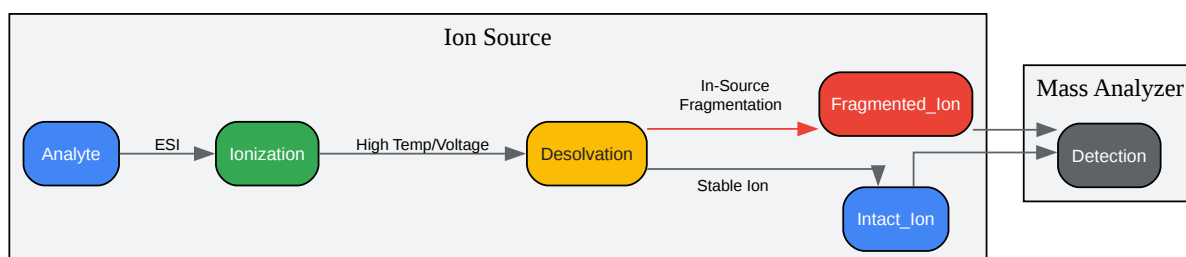 Ion Source
Analyte
ESI
Ionization
High Temp/Voltage
Desolvation
In-Source
Fragmentation
Fragmented_Ion
Stable Ion
Intact_Ion
Mass Analyzer
Detection